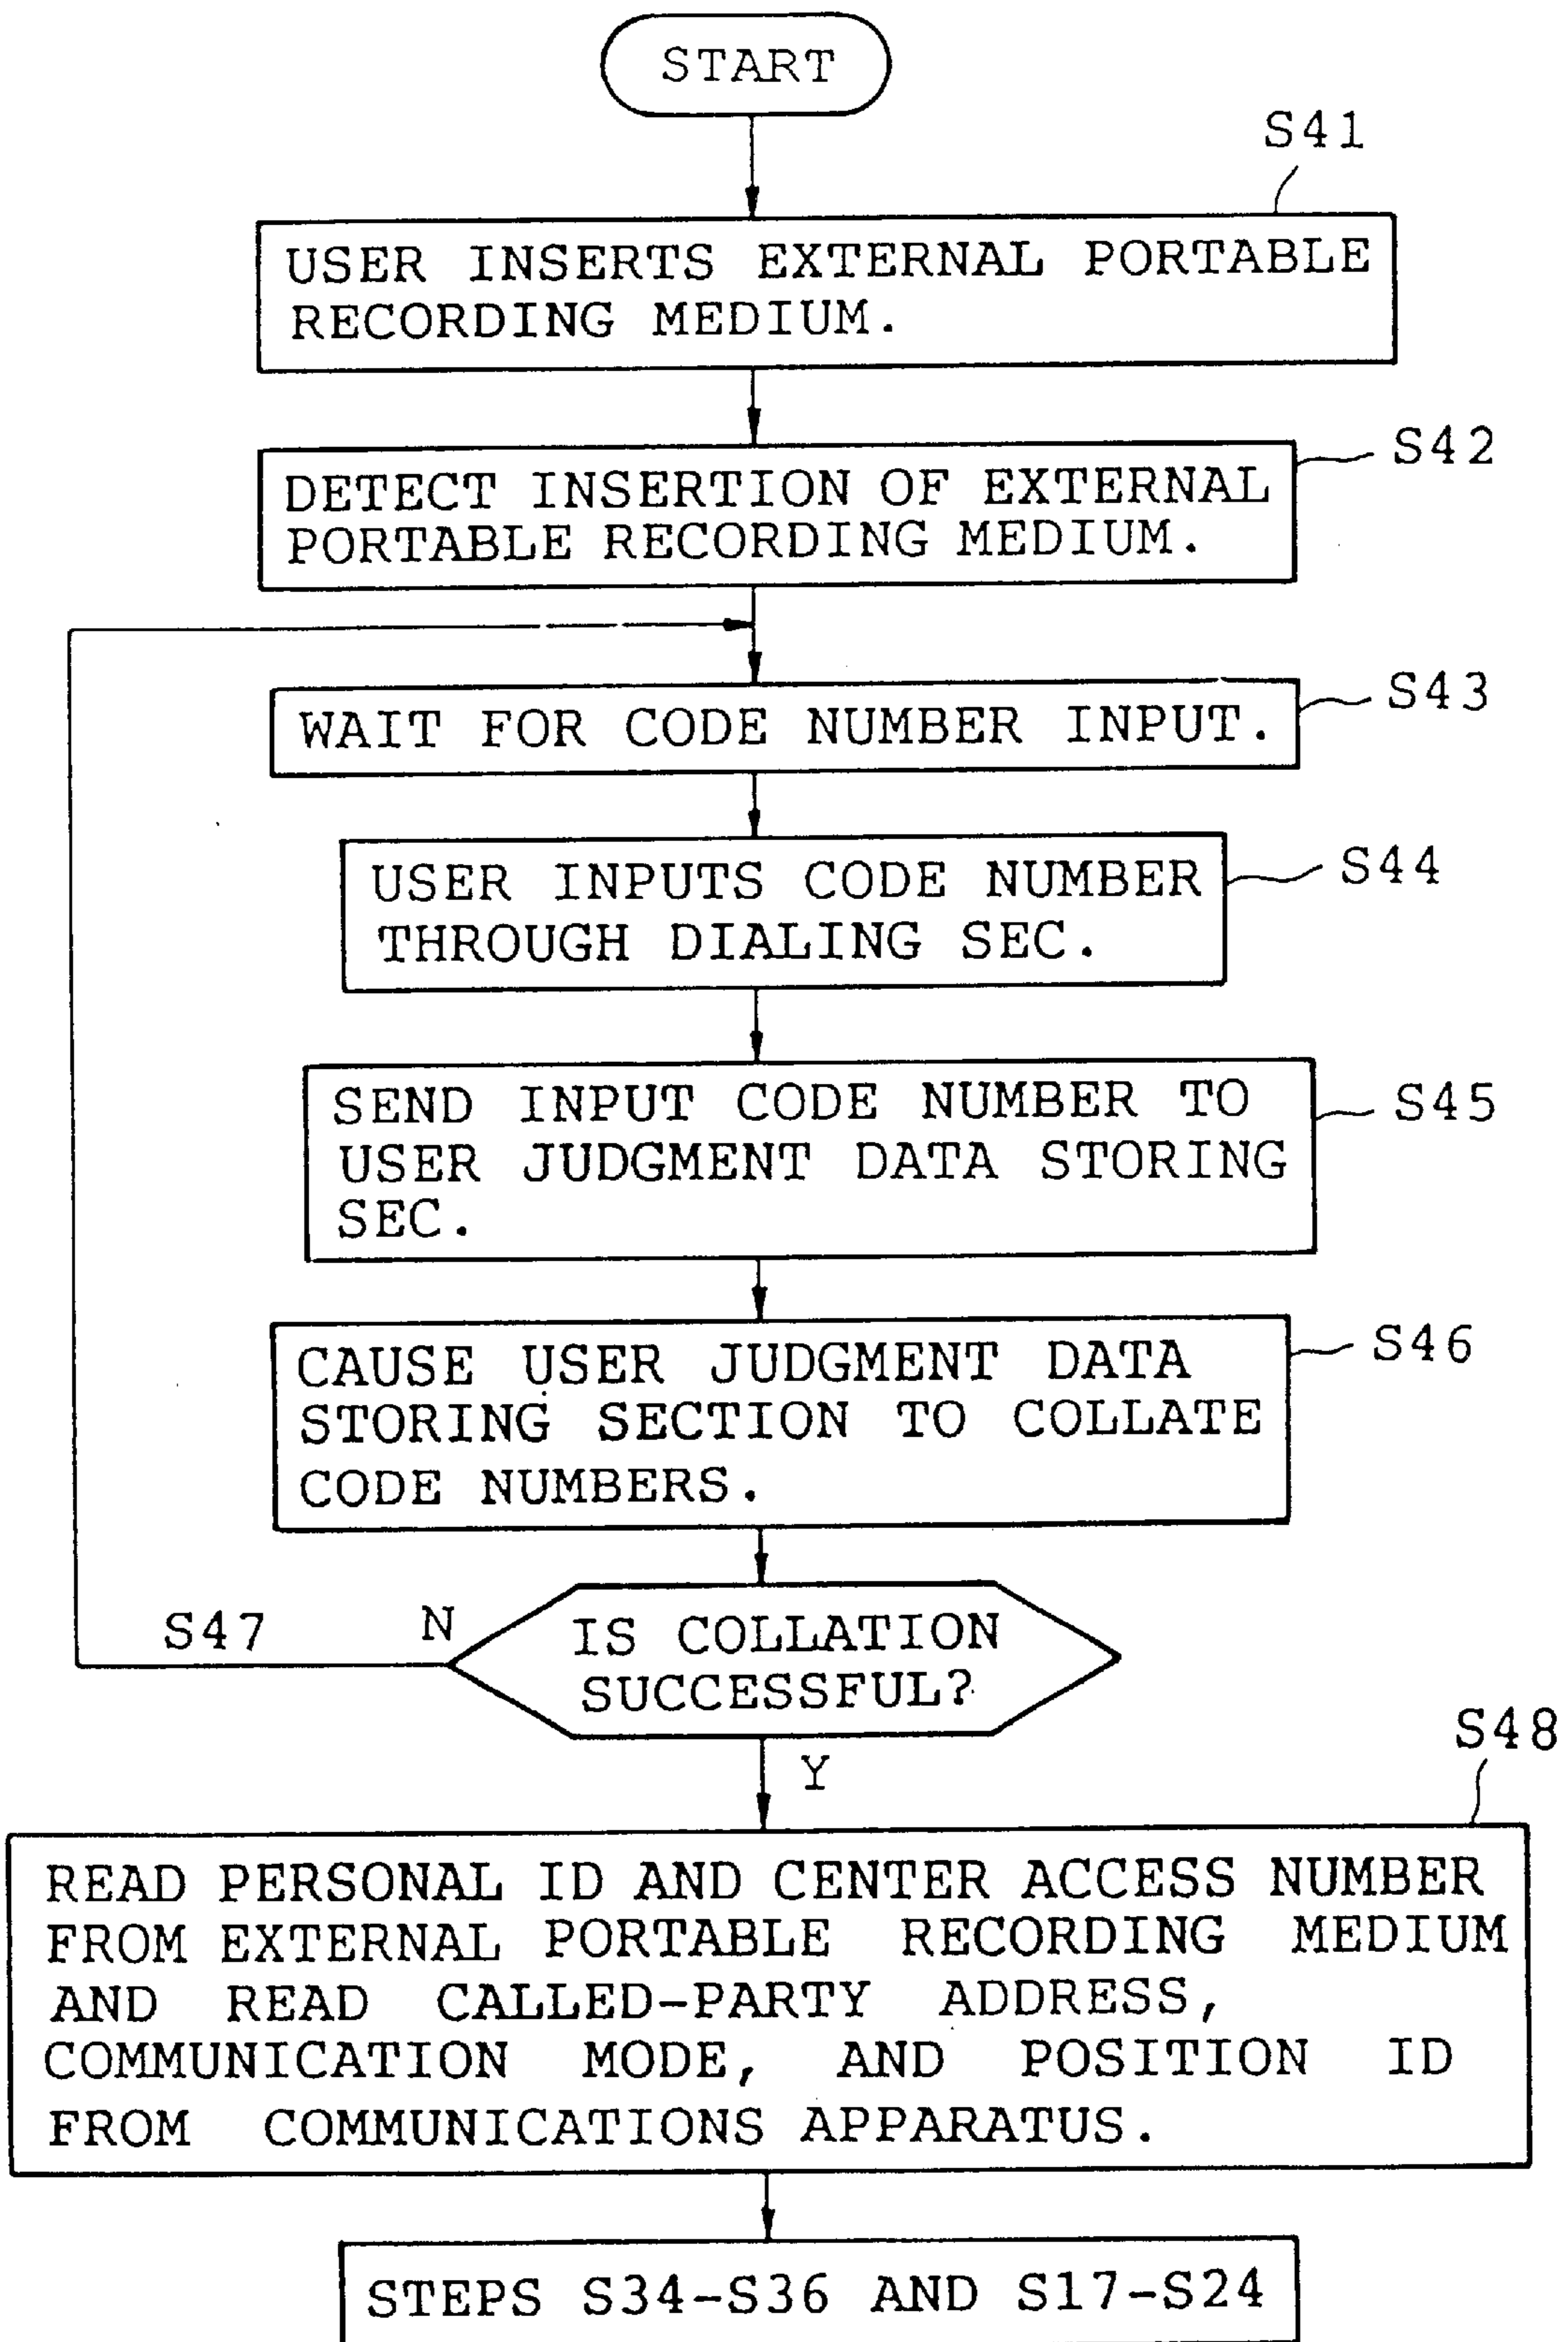 START
S41
USER INSERTS EXTERNAL PORTABLE
RECORDING MEDIUM.
S42
DETECT INSERTION OF EXTERNAL
PORTABLE RECORDING MEDIUM.
S43
WAIT FOR CODE NUMBER INPUT.
S44
USER INPUTS CODE NUMBER
THROUGH DIALING SEC.
S45
SEND INPUT CODE NUMBER TO
USER JUDGMENT DATA STORING
SEC.
S46
CAUSE USER JUDGMENT DATA
STORING SECTION TO COLLATE
CODE NUMBERS.
S47
N
IS COLLATION
SUCCESSFUL?
Y
S48
READ PERSONAL ID AND CENTER ACCESS NUMBER
FROM EXTERNAL PORTABLE RECORDING MEDIUM
AND READ CALLED-PARTY ADDRESS,
COMMUNICATION MODE, AND POSITION ID
FROM COMMUNICATIONS APPARATUS.
STEPS S34-S36 AND S17-S24